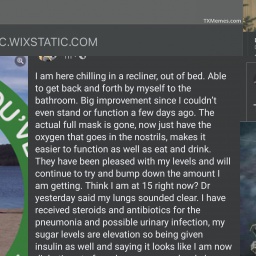 TXMemes.com
C.WIXSTATIC.COM
OU'V
I am here chilling in a recliner, out of bed. Able
to get back and forth by myself to the
bathroom. Big improvement since I couldn't
even stand or function a few days ago. The
actual full mask is gone, now just have the
oxygen that goes in the nostrils, makes it
easier to function as well as eat and drink.
They have been pleased with my levels and will
continue to try and bump down the amount I
am getting. Think I am at 15 right now? Dr
yesterday said my lungs sounded clear. I have
received steroids and antibiotics for the
pneumonia and possible urinary infection, my
sugar levels are elevation so being given
insulin as well and saying it looks like I am now